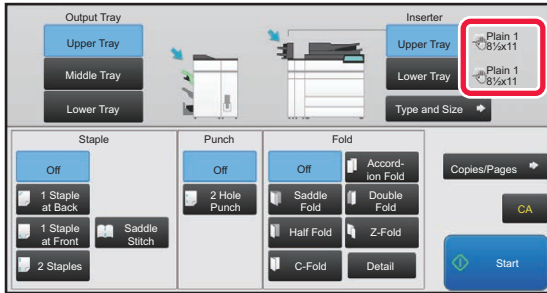 Output Tray
Inserter
Upper Tray
Middle Tray
Lower Tray
Upper Tray
Plain 1
8½x11
Lower Tray
Plain 1
8½x11
Type and Size
Staple
Punch
Fold
Off
1 Staple
at Back
1 Staple
at Front
Saddle
Stitch
2 Staples
Off
2 Hole
Punch
Off
Accord-
ion Fold
Saddle
Fold
Double
Fold
Half Fold
Z-Fold
C-Fold
Detail
Copies/Pages
CA
Start